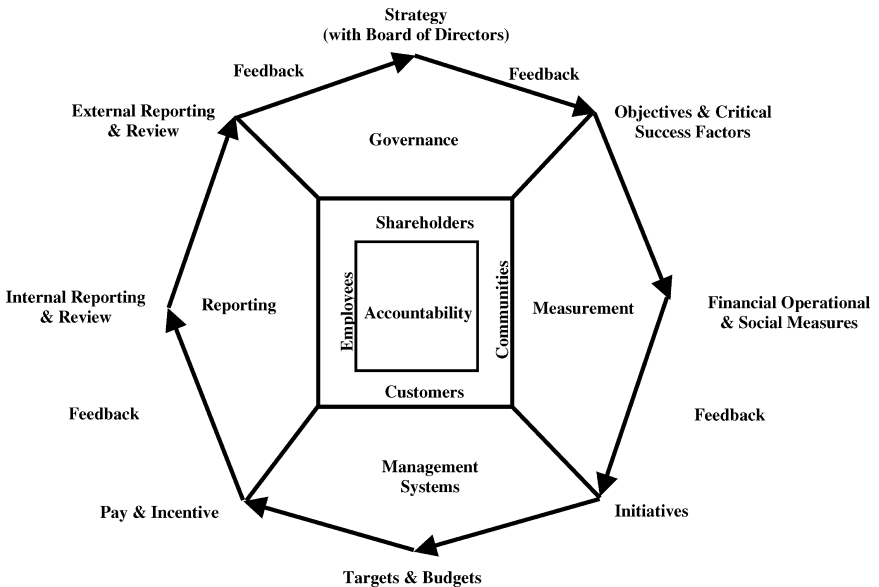 Strategy
(with Board of Directors)
Feedback
Feedback
External Reporting
& Review
Objectives & Critical
Success Factors
Governance
Shareholders
Employees
Accountability
Communities
Internal Reporting
& Review
Reporting
Measurement
Financial Operational
& Social Measures
Customers
Feedback
Feedback
Management
Systems
Pay & Incentive
Initiatives
Targets & Budgets